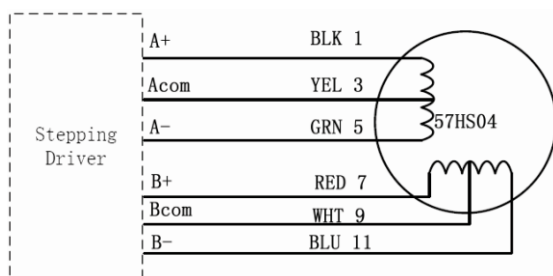 A+ BLK 1
Acom YEL 3
A- GRN 5
B+ RED 7
Bcom WHT 9
B- BLU 11
Stepping
Driver
57HS04